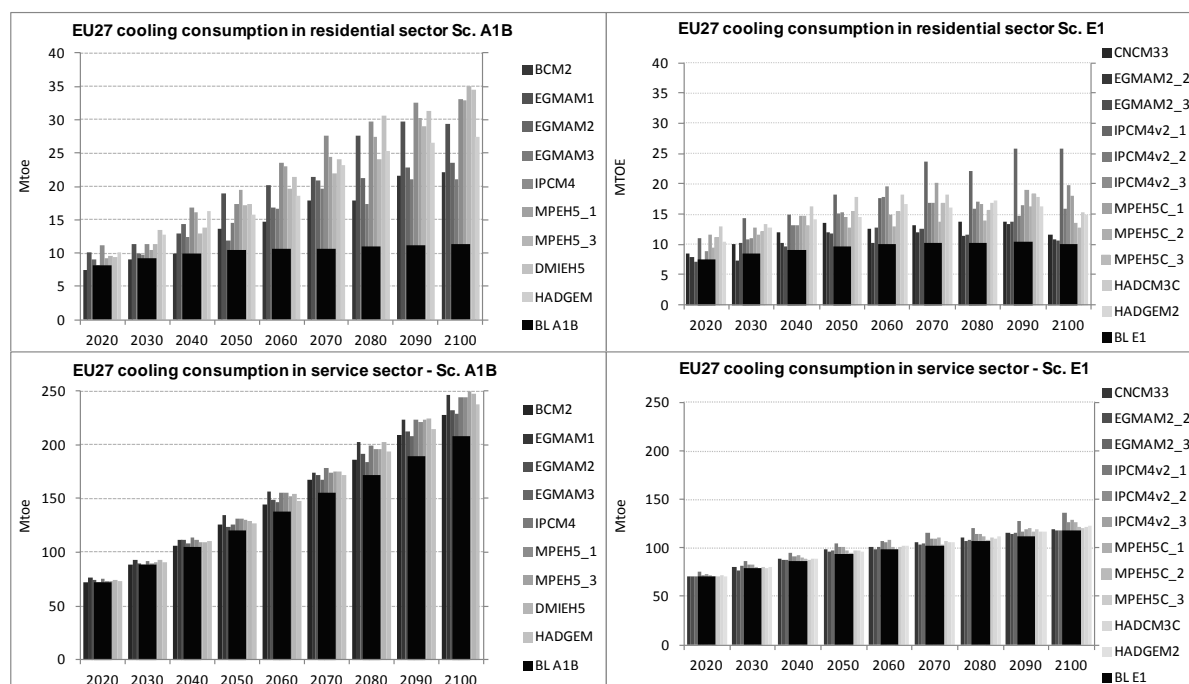 EU27 cooling consumption in residential sector Sc. A1B
40
35
30
25
20
15
10
5
0
Mtoe
2020 2030 2040 2050 2060 2070 2080 2090 2100
BCM2
EGMAM1
EGMAM2
EGMAM3
IPCM4
MPEH5_1
MPEH5_3
DMIEH5
HADGEM
BL A1B
EU27 cooling consumption in residential sector Sc. E1
40
35
30
25
20
15
10
5
0
MTOE
2020 2030 2040 2050 2060 2070 2080 2090 2100
CNCM33
EGMAM2_2
EGMAM2_3
IPCM4v2_1
IPCM4v2_2
IPCM4v2_3
MPEH5C_1
MPEH5C_2
MPEH5C_3
HADCM3C
HADGEM2
BL E1
EU27 cooling consumption in service sector - Sc. A1B
250
200
150
100
50
0
Mtoe
2020 2030 2040 2050 2060 2070 2080 2090 2100
BCM2
EGMAM1
EGMAM2
EGMAM3
IPCM4
MPEH5_1
MPEH5_3
DMIEH5
HADGEM
BL A1B
EU27 cooling consumption in service sector - Sc. E1
250
200
150
100
50
0
Mtoe
2020 2030 2040 2050 2060 2070 2080 2090 2100
CNCM33
EGMAM2_2
EGMAM2_3
IPCM4v2_1
IPCM4v2_2
IPCM4v2_3
MPEH5C_1
MPEH5C_2
MPEH5C_3
HADCM3C
HADGEM2
BL E1